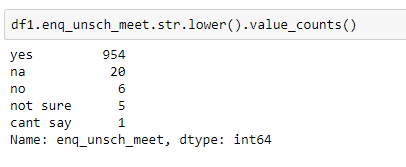 df1.enq_unsch_meet.str.lower().value_counts()
yes 954
na 20
no 6
not sure 5
cant say 1
Name: enq_unsch_meet, dtype: int64